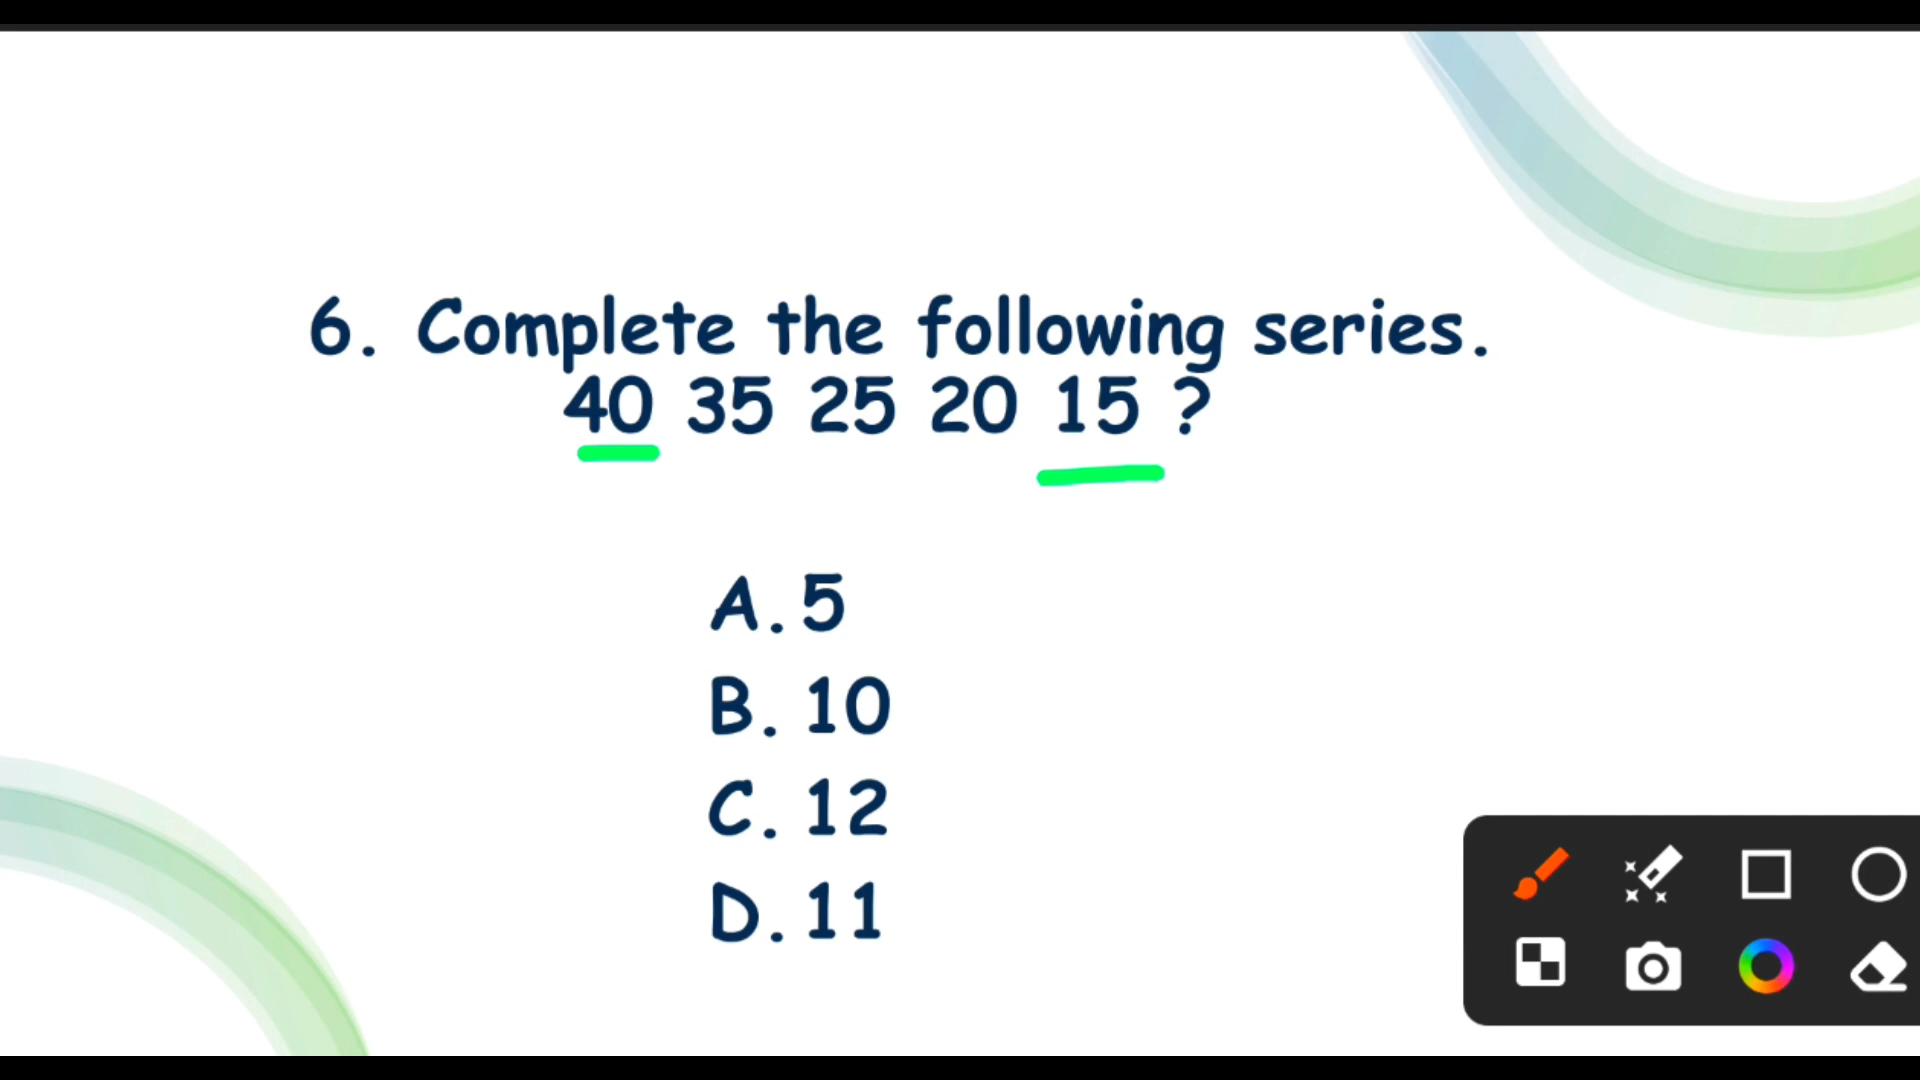 6. Complete the following series.
40 35 25 20 15 ?
A. 5
B. 10
C. 12
D. 11